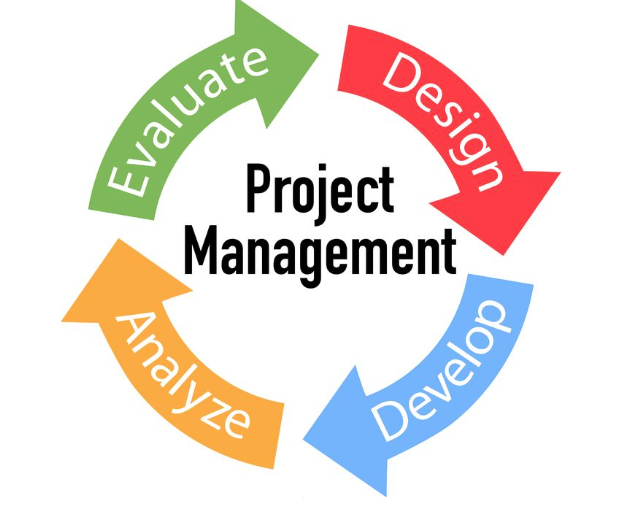 Evaluate
Design
Project
Management
Develop
Analyze